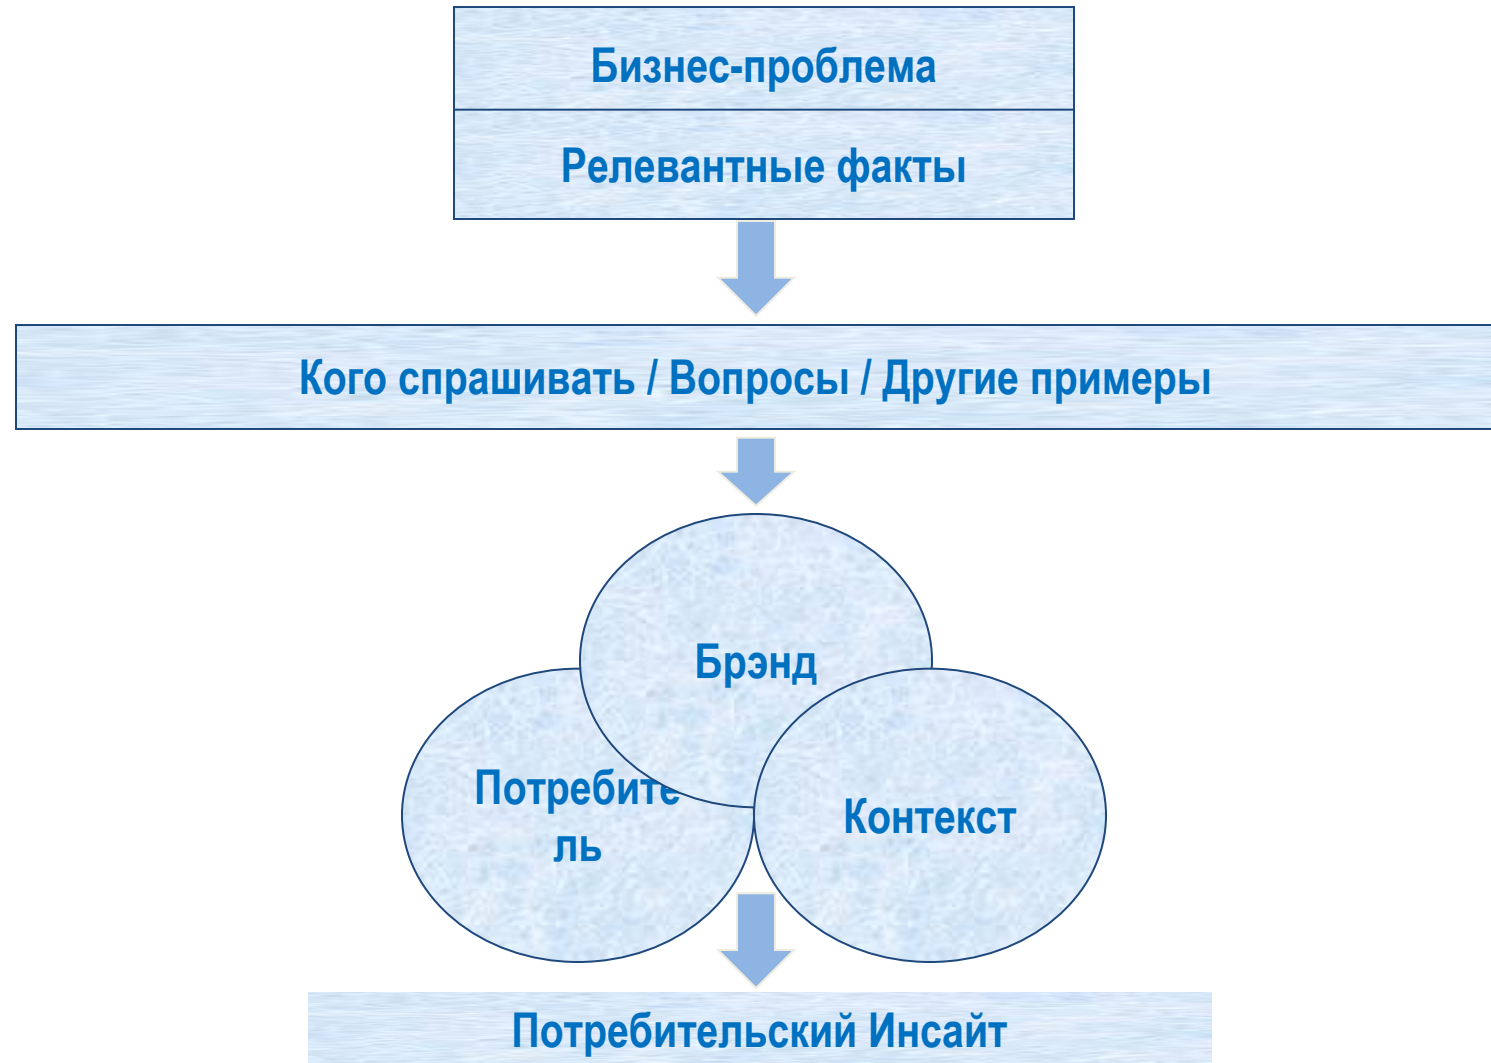 Бизнес-проблема
Релевантные факты
Кого спрашивать / Вопросы / Другие примеры
Брэнд
Потребите
ль
Контекст
Потребительский Инсайт